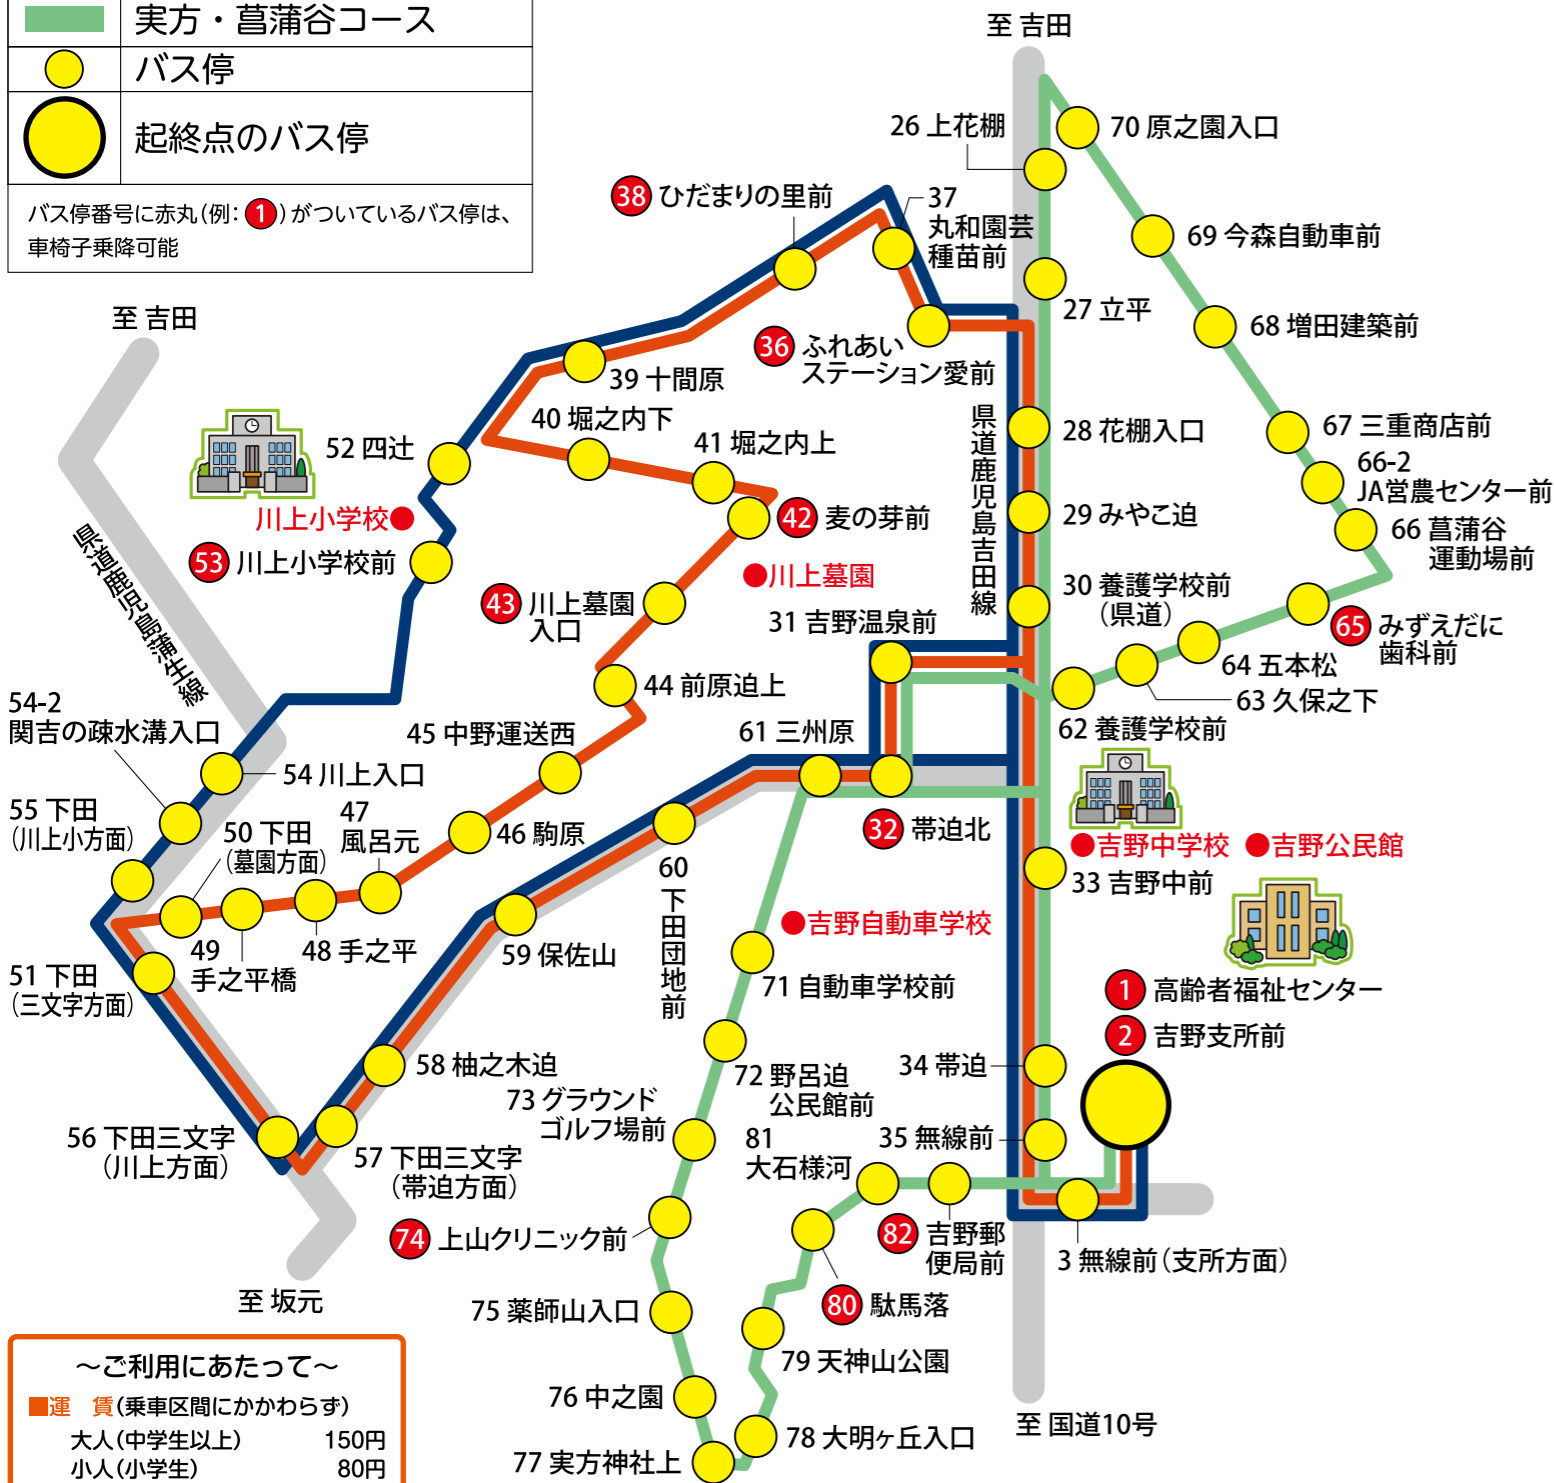 実方・菖蒲谷コース
バス停
起終点のバス停
バス停番号に赤丸(例:1)がついているバス停は、
車椅子乗降可能
至 吉田
26 上花棚
70 原之園入口
38 ひだまりの里前
37
丸和園芸
種苗前
69 今森自動車前
27 立平
68 増田建築前
至 吉田
36 ふれあい
ステーション愛前
39 十間原
40 堀之内下
41 堀之内上
52 四辻
県道鹿児島吉田線
28 花棚入口
67 三重商店前
66-2
JA営農センター前
川上小学校
42 麦の芽前
29 みやこ迫
66 菖蒲谷
運動場前
53 川上小学校前
県道鹿児島蒲生線
川上墓園
43 川上墓園
入口
30 養護学校前
(県道)
31 吉野温泉前
65 みずえだに
歯科前
64 五本松
63 久保之下
44 前原迫上
54-2
関吉の疎水溝入口
45 中野運送西
61 三州原
62 養護学校前
54 川上入口
55 下田
(川上小方面)
47
風呂元
50 下田
(墓園方面)
46 駒原
32 帯迫北
吉野中学校
吉野公民館
60
下田団地前
33 吉野中前
吉野自動車学校
49
手之平橋
48 手之平
59 保佐山
51 下田
(三文字方面)
71 自動車学校前
1 高齢者福祉センター
2 吉野支所前
58 柚之木迫
72 野呂迫
公民館前
34 帯迫
73 グラウンド
ゴルフ場前
56 下田三文字
(川上方面)
57 下田三文字
(帯迫方面)
81
大石様河
35 無線前
74 上山クリニック前
82 吉野郵
便局前
3 無線前(支所方面)
至 坂元
75 薬師山入口
80 駄馬落
79 天神山公園
76 中之園
至 国道10号
78 大明ヶ丘入口
77 実方神社上
～ご利用にあたって～
■運 賃(乗車区間にかかわらず)
大人(中学生以上) 150円
小人(小学生) 80円